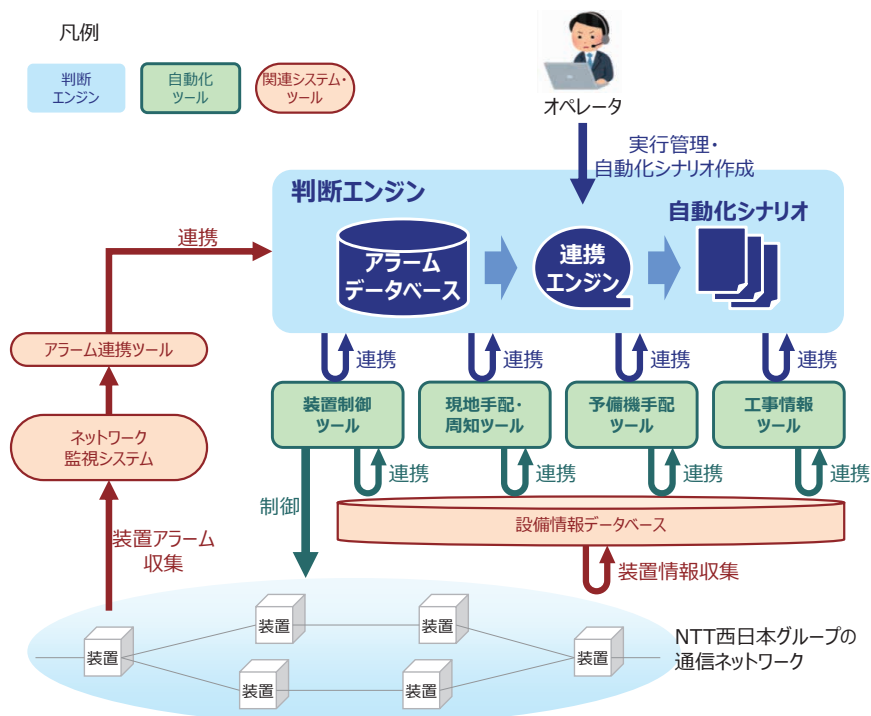 凡例
判断
エンジン
自動化
ツール
関連システム・
ツール
オペレータ
実行管理・
自動化シナリオ作成
判断エンジン
自動化シナリオ
アラーム
データベース
連携
エンジン
連携
アラーム連携ツール
ネットワーク
監視システム
装置アラーム
収集
連携
連携
連携
連携
装置制御
ツール
現地手配・
周知ツール
予備機手配
ツール
工事情報
ツール
連携
連携
連携
連携
制御
設備情報データベース
装置情報収集
装置
装置
装置
装置
装置
装置
NTT西日本グループの
通信ネットワーク